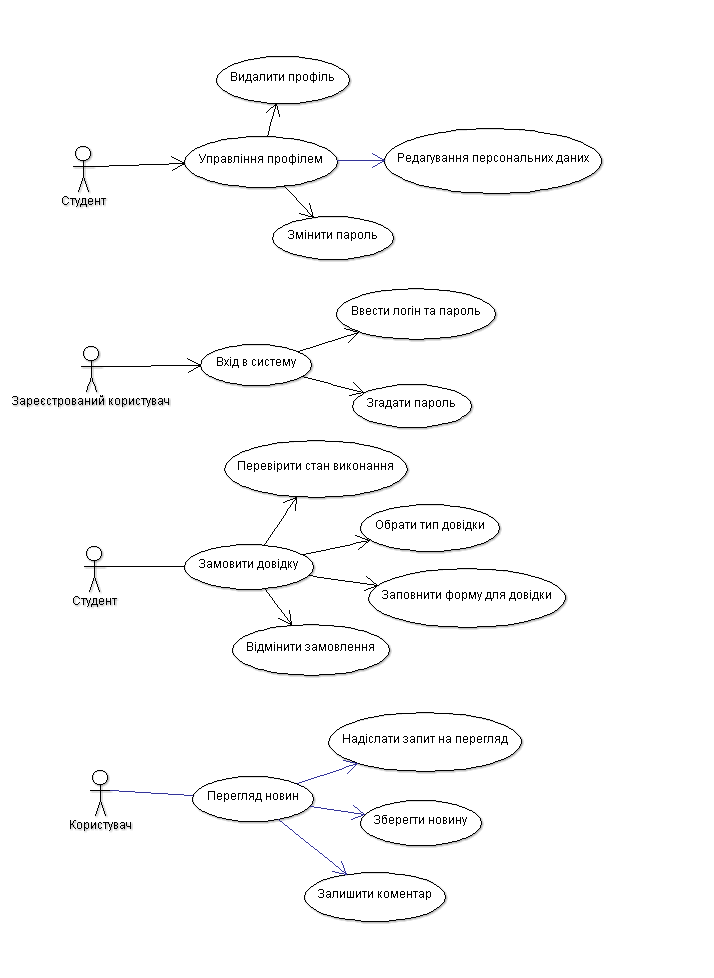 Видалити профіль
Управління профілем
Редагування персональних даних
Студент
Змінити пароль
Ввести логін та пароль
Вхід в систему
Зареєстрований користувач
Згадати пароль
Перевірити стан виконання
Обрати тип довідки
Замовити довідку
Заповнити форму для довідки
Студент
Відмінити замовлення
Надіслати запит на перегляд
Перегляд новин
Зберегти новину
Користувач
Залишити коментар